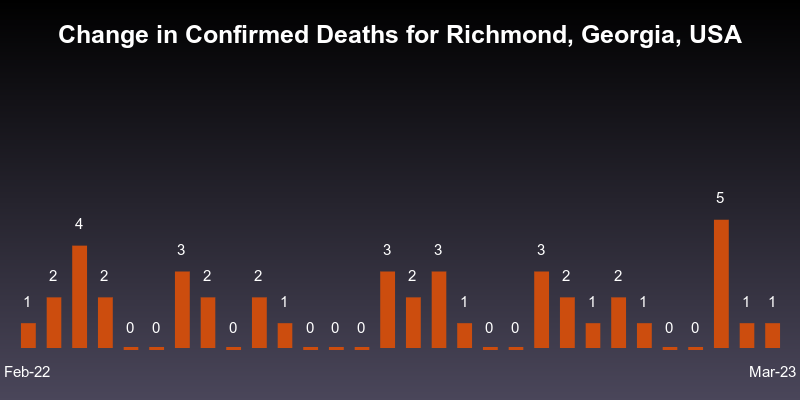 Change in Confirmed Deaths for Richmond, Georgia, USA
1 2 4 2 0 0 3 2 0 2 1 0 0 0 3 2 3 1 0 0 3 2 1 2 1 0 0 5 1 1
Feb-22 Mar-23